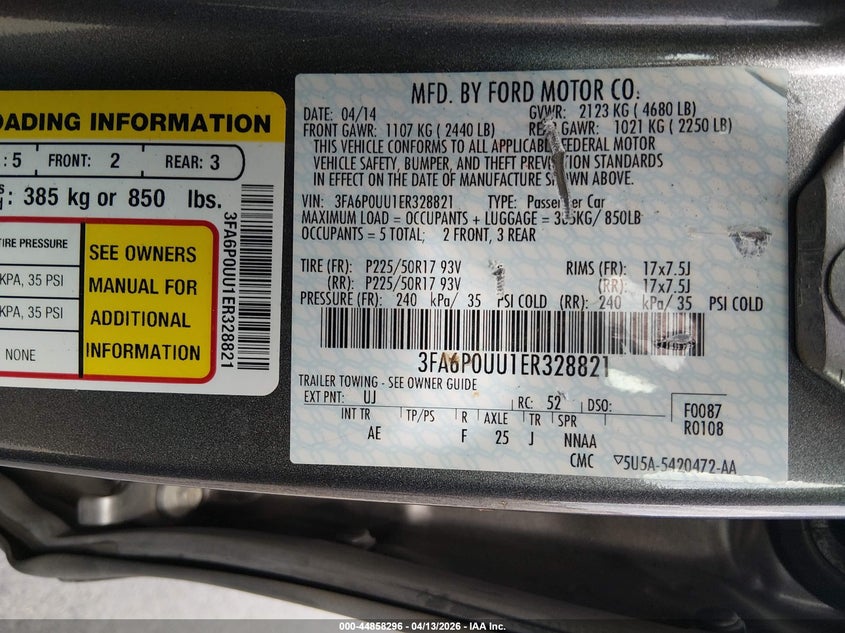 OADING INFORMATION
: 5 FRONT: 2 REAR: 3
: 385 kg or 850 lbs.
TIRE PRESSURE
KPA, 35 PSI
KPA, 35 PSI
NONE
SEE OWNERS
MANUAL FOR
ADDITIONAL
INFORMATION
3FA6P0UU1ER328821
MFD. BY FORD MOTOR CO.
DATE: 04/14 GVWR: 2123 KG ( 4680 LB)
FRONT GAWR: 1107 KG ( 2440 LB) REAR GAWR: 1021 KG ( 2250 LB)
THIS VEHICLE CONFORMS TO ALL APPLICABLE FEDERAL MOTOR
VEHICLE SAFETY, BUMPER, AND THEFT PREVENTION STANDARDS
IN EFFECT ON THE DATE OF MANUFACTURE SHOWN ABOVE.
VIN: 3FA6P0UU1ER328821 TYPE: Passenger Car
MAXIMUM LOAD = OCCUPANTS + LUGGAGE = 385KG/ 850LB
OCCUPANTS = 5 TOTAL; 2 FRONT, 3 REAR
TIRE (FR): P225/50R17 93V RIMS (FR): 17x7.5J
(RR): P225/50R17 93V (RR): 17x7.5J
PRESSURE (FR): 240 kPa/ 35 PSI COLD (RR): 240 kPa/ 35 PSI COLD
3FA6P0UU1ER328821
TRAILER TOWING - SEE OWNER GUIDE
EXT PNT: UJ RC: 52 DSO: F0087
R0108
INT TR TP/PS R AXLE TR SPR
AE F 25 J NNAA
CMC ▽5U5A-5420472-AA
000-44858296 - 04/13/2026 - IAA, Inc.